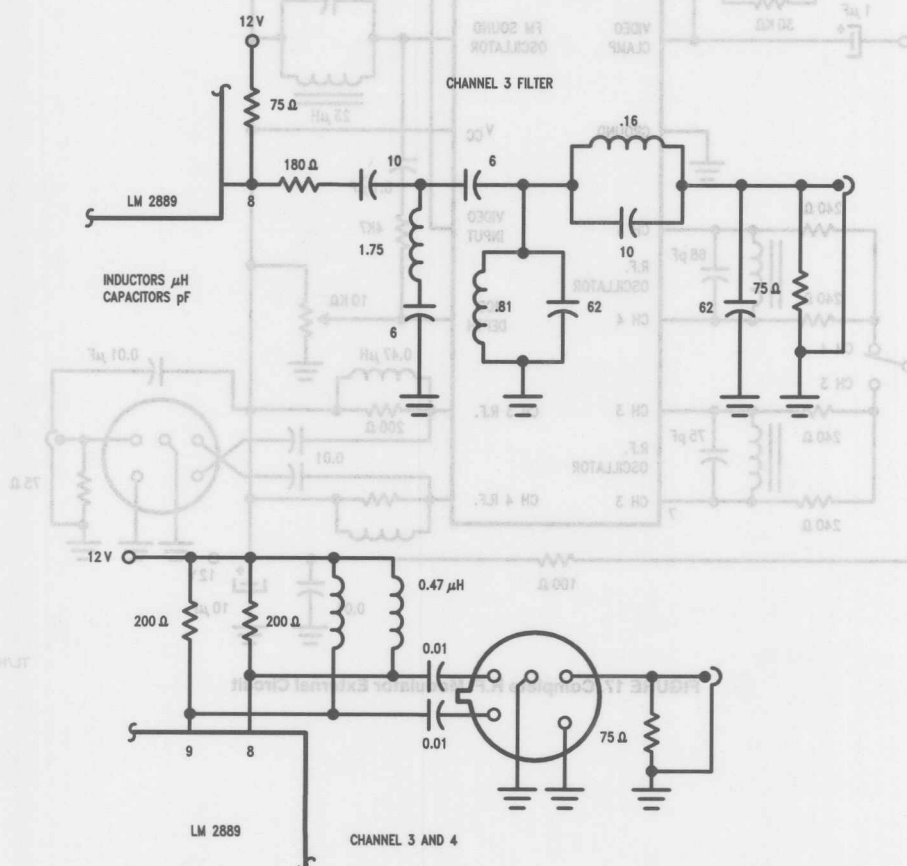 12 V
CHANNEL 3 FILTER
75 Ω
.16
180 Ω
10
6
LM 2889
8
10
1.75
INDUCTORS μH
CAPACITORS pF
.81
62
62
75 Ω
6
12 V
0.47 μH
200 Ω
200 Ω
0.01
0.01
75 Ω
9
8
LM 2889
CHANNEL 3 AND 4